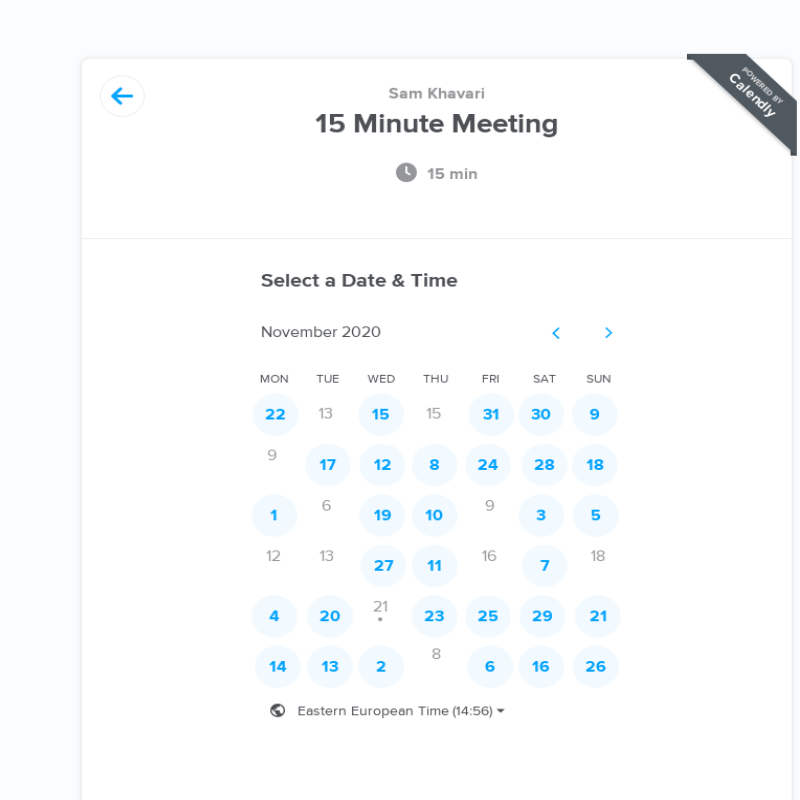 POWERED BY
Calendly
Sam Khavari
15 Minute Meeting
15 min
Select a Date & Time
November 2020
MON TUE WED THU FRI SAT SUN
22 13 15 15 31 30 9
9 17 12 8 24 28 18
1 6 19 10 9 3 5
12 13 27 11 16 7 18
4 20 21 23 25 29 21
14 13 2 8 6 16 26
Eastern European Time (14:56)